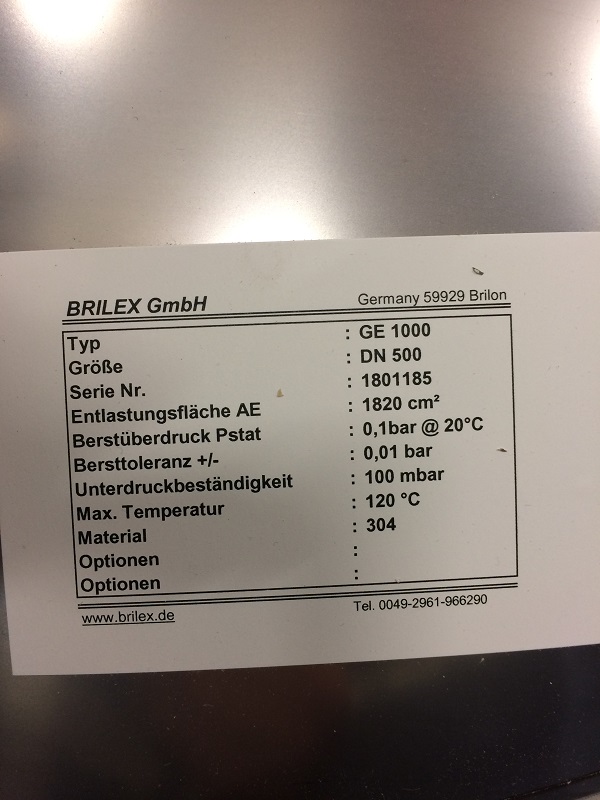 BRILEX GmbH Germany 59929 Brilon
Typ : GE 1000
Größe : DN 500
Serie Nr. : 1801185
Entlastungsfläche AE : 1820 cm²
Berstüberdruck Pstat : 0,1bar @ 20°C
Bersttoleranz +/- : 0,01 bar
Unterdruckbeständigkeit : 100 mbar
Max. Temperatur : 120 °C
Material : 304
Optionen :
Optionen :
www.brilex.de Tel. 0049-2961-966290